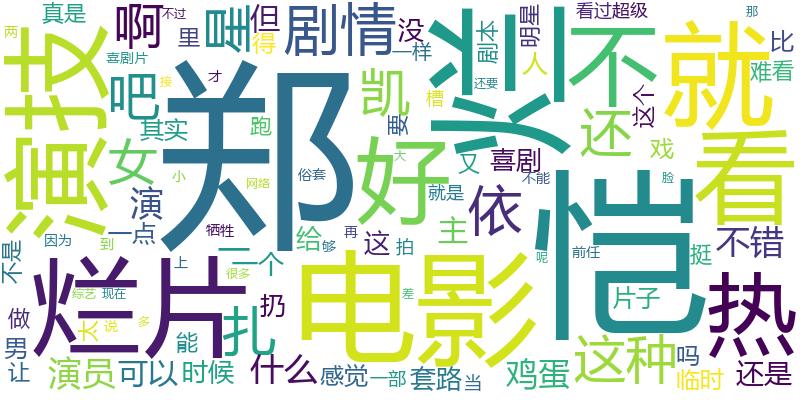 真是
不过
啊
里
星
但
得
剧情
没
一样
剧本
明星
炎
看过超级
不
那
两
喜剧片
接
才
吧
其实
跑
凯
槽
要
还要
人
这个
就
比
难看
演技
女
郑
小
网络
俗套
大
好
又
喜剧
就是
不能
还
戏
脸
看
演
一点
牺牲
给
够
再
这
拍
依
主
恺
呢
前任
挺
不错
不是
因为
到
上
一个
很多
综艺
现在
烂片
扎
扔
电影
差
片子
热
做
太
说
多
能
男
让
演员
可以
时候
什么
感觉
一部
套路
当
鸡蛋
这种
吗
临时
还是